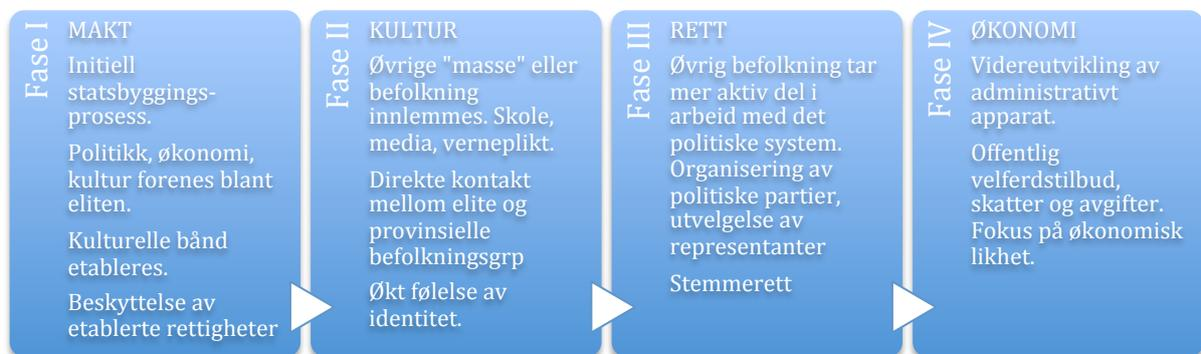 Fase I
MAKT
Initiell
statsbyggings-
prosess.
Politikk, økonomi,
kultur forenes blant
eliten.
Kulturelle bånd
etableres.
Beskyttelse av
etablerte rettigheter
Fase II
KULTUR
Øvrige "masse" eller
befolkning
innlemmes. Skole,
media, verneplikt.
Direkte kontakt
mellom elite og
provinsielle
befolkningsgrp
Økt følelse av
identitet.
Fase III
RETT
Øvrig befolkning tar
mer aktiv del i
arbeid med det
politiske system.
Organisering av
politiske partier,
utvelgelse av
representanter
Stemmerett
Fase IV
ØKONOMI
Videreutvikling av
administrativt
apparat.
Offentlig
velferdstilbud,
skatter og avgifter.
Fokus på økonomisk
likhet.